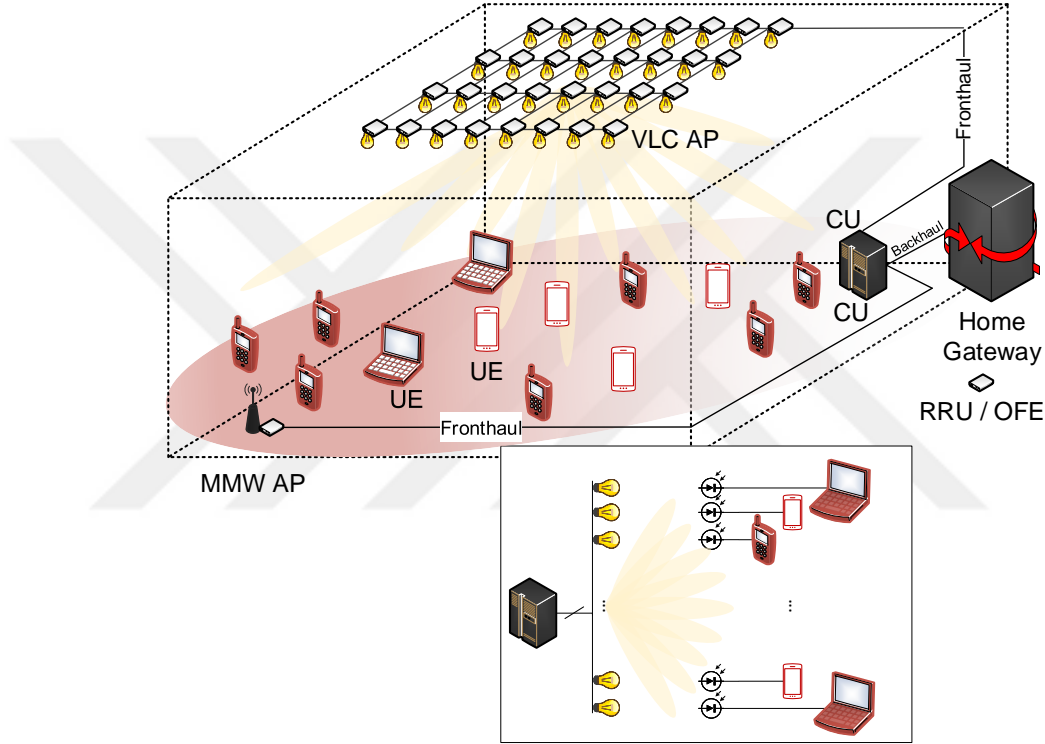 Fronthaul
VLC AP
CU
Backhaul
CU
Home
Gateway
UE
UE
RRU / OFE
Fronthaul
MMW AP
...
...